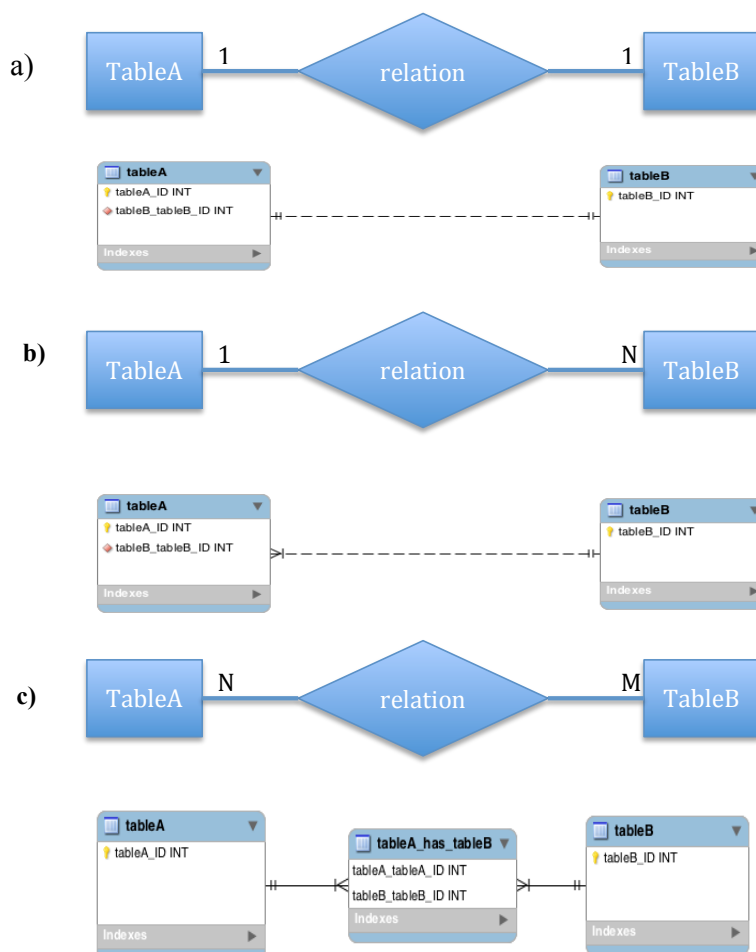 a)
TableA
1
relation
1
TableB
tableA
tableA_ID INT
tableB_tableB_ID INT
Indexes
tableB
tableB_ID INT
Indexes
b)
TableA
1
relation
N
TableB
tableA
tableA_ID INT
tableB_tableB_ID INT
Indexes
tableB
tableB_ID INT
Indexes
c)
TableA
N
relation
M
TableB
tableA
tableA_ID INT
Indexes
tableA_has_tableB
tableA_tableA_ID INT
tableB_tableB_ID INT
Indexes
tableB
tableB_ID INT
Indexes